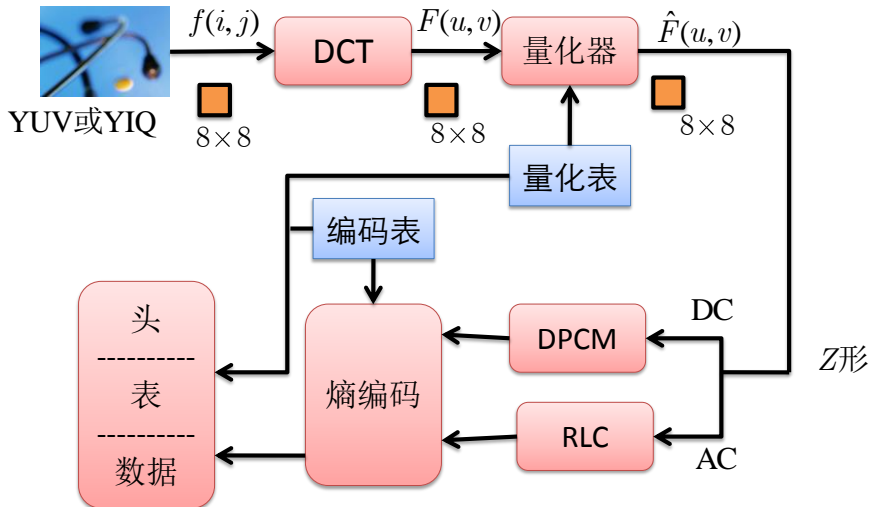 f(i, j)
DCT
F(u, v)
量化器
F̂(u, v)
YUV或YIQ
8×8
8×8
8×8
量化表
编码表
头
----------
表
----------
数据
熵编码
DPCM
DC
Z形
RLC
AC